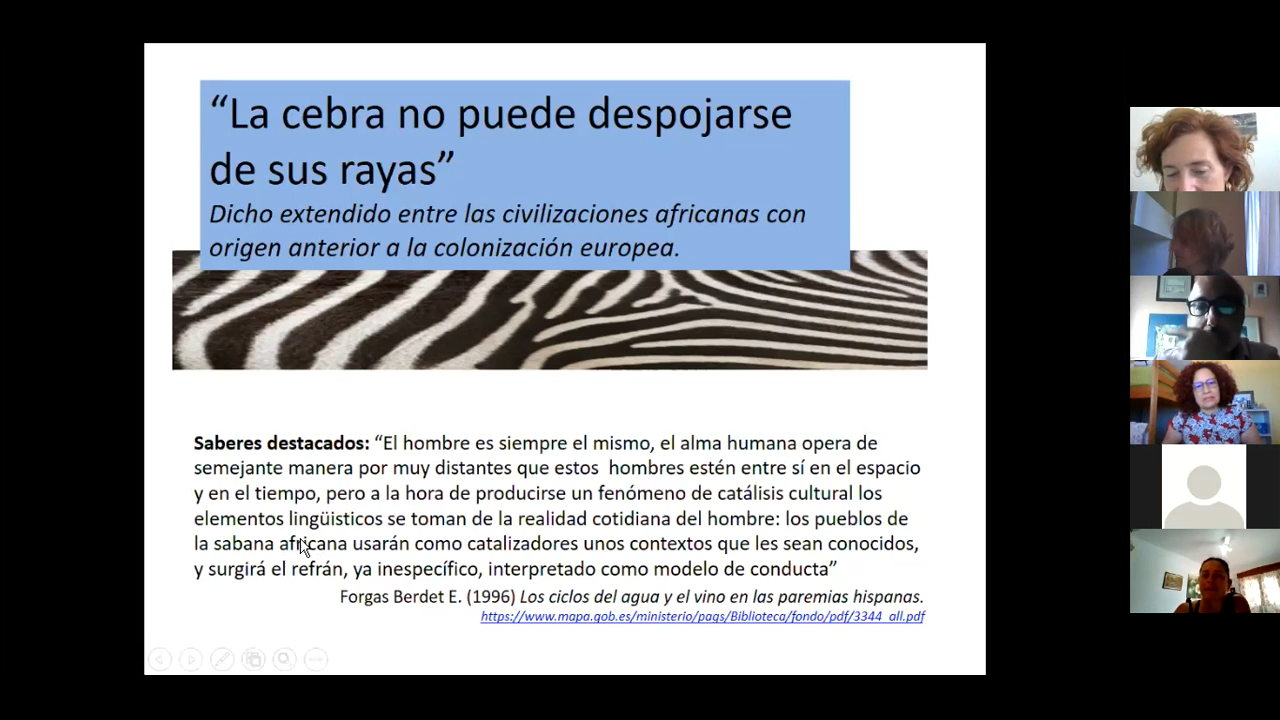 “La cebra no puede despojarse
de sus rayas”
Dicho extendido entre las civilizaciones africanas con
origen anterior a la colonización europea.
Saberes destacados: “El hombre es siempre el mismo, el alma humana opera de
semejante manera por muy distantes que estos hombres estén entre sí en el espacio
y en el tiempo, pero a la hora de producirse un fenómeno de catálisis cultural los
elementos lingüisticos se toman de la realidad cotidiana del hombre: los pueblos de
la sabana africana usarán como catalizadores unos contextos que les sean conocidos,
y surgirá el refrán, ya inespecífico, interpretado como modelo de conducta”
Forgas Berdet E. (1996) Los ciclos del agua y el vino en las paremias hispanas.
https://www.mapa.gob.es/ministerio/pags/Biblioteca/fondo/pdf/3344_all.pdf